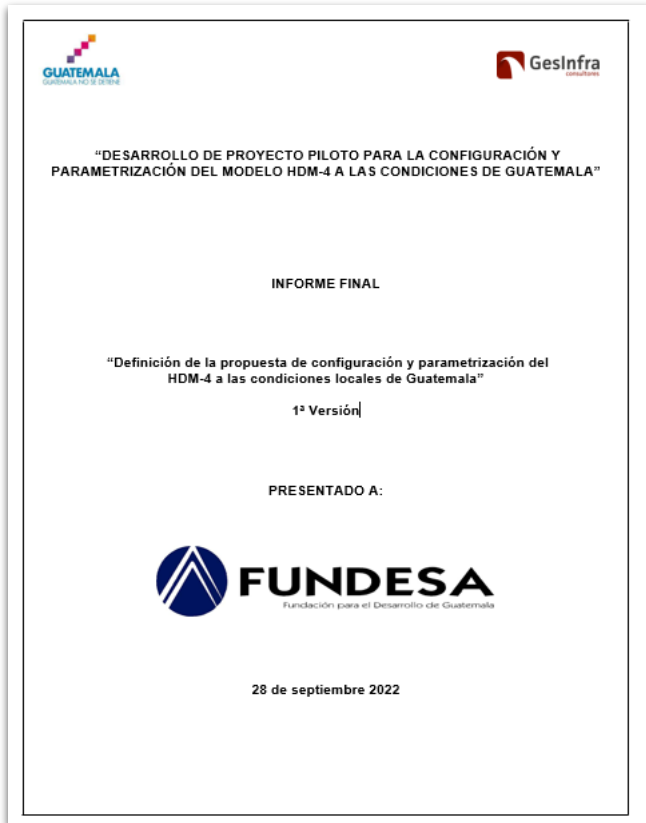 GUATEMALA
GUATEMALA NO SE DETIENE
GesInfra
consultores
“DESARROLLO DE PROYECTO PILOTO PARA LA CONFIGURACIÓN Y
PARAMETRIZACIÓN DEL MODELO HDM-4 A LAS CONDICIONES DE GUATEMALA”
INFORME FINAL
“Definición de la propuesta de configuración y parametrización del
HDM-4 a las condiciones locales de Guatemala”
1ª Versión
PRESENTADO A:
FUNDESA
Fundación para el Desarrollo de Guatemala
28 de septiembre 2022